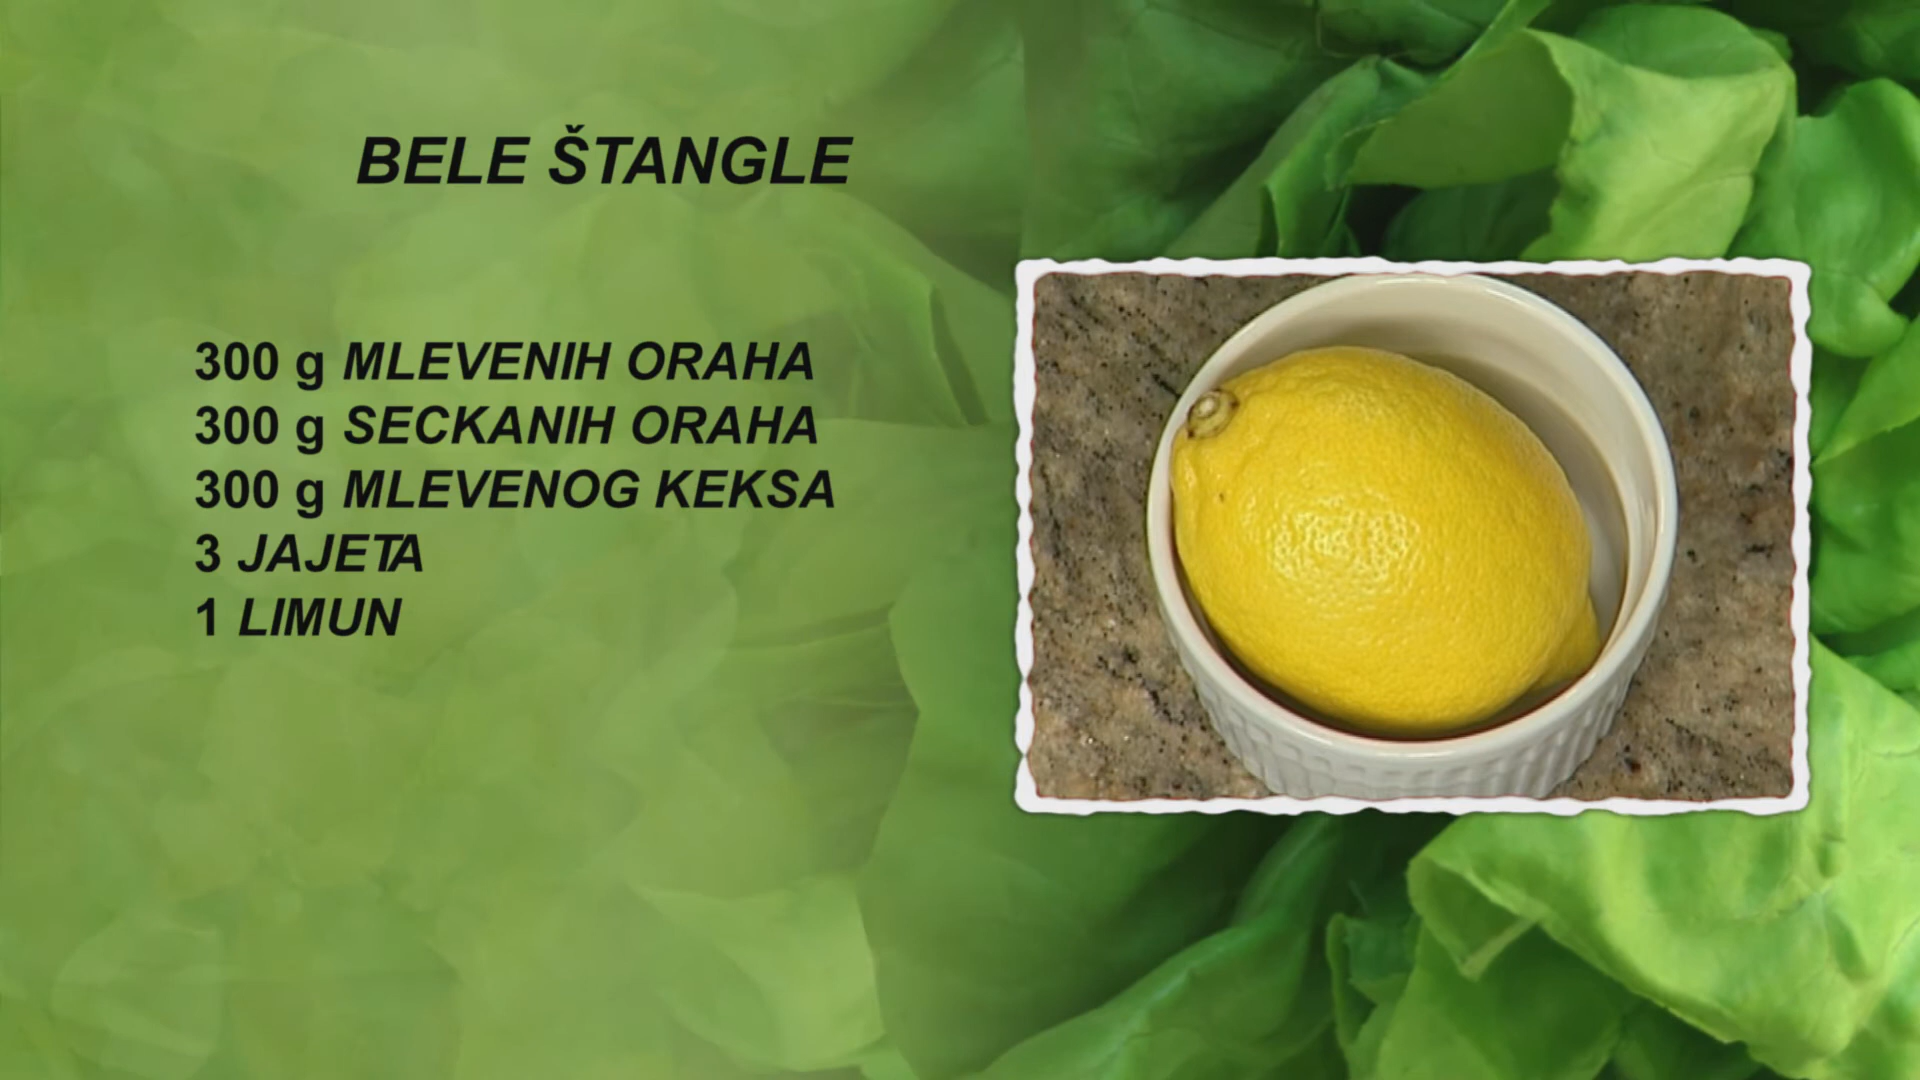 BELE ŠTANGLE
300 g MLEVENIH ORAHA
300 g SECKANIH ORAHA
300 g MLEVENOG KEKSA
3 JAJETA
1 LIMUN